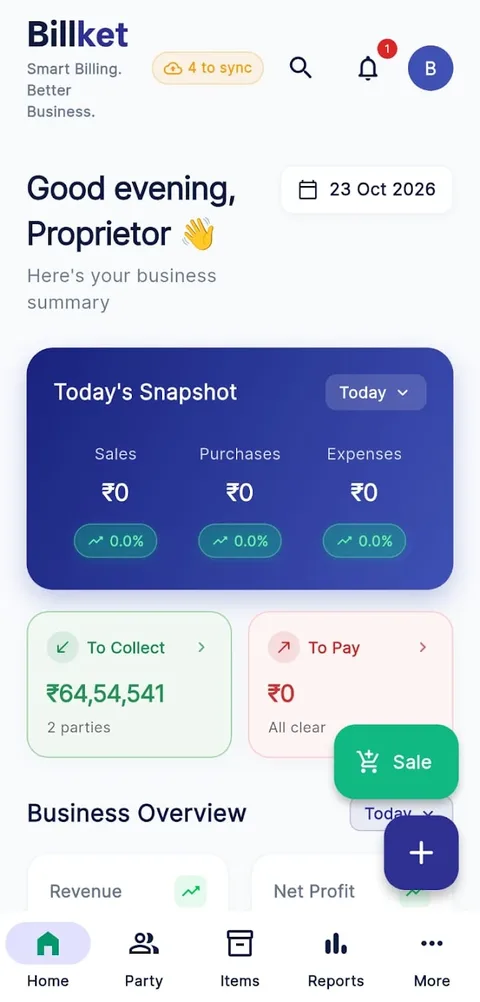 Billket
Smart Billing.
Better
Business.
4 to sync
1
B
Good evening,
Proprietor 👋
23 Oct 2026
Here's your business
summary
Today's Snapshot
Today
Sales
Purchases
Expenses
₹0
₹0
₹0
0.0%
0.0%
0.0%
To Collect
₹64,54,541
2 parties
To Pay
₹0
All clear
Sale
Business Overview
Today
Revenue
Net Profit
Home
Party
Items
Reports
More